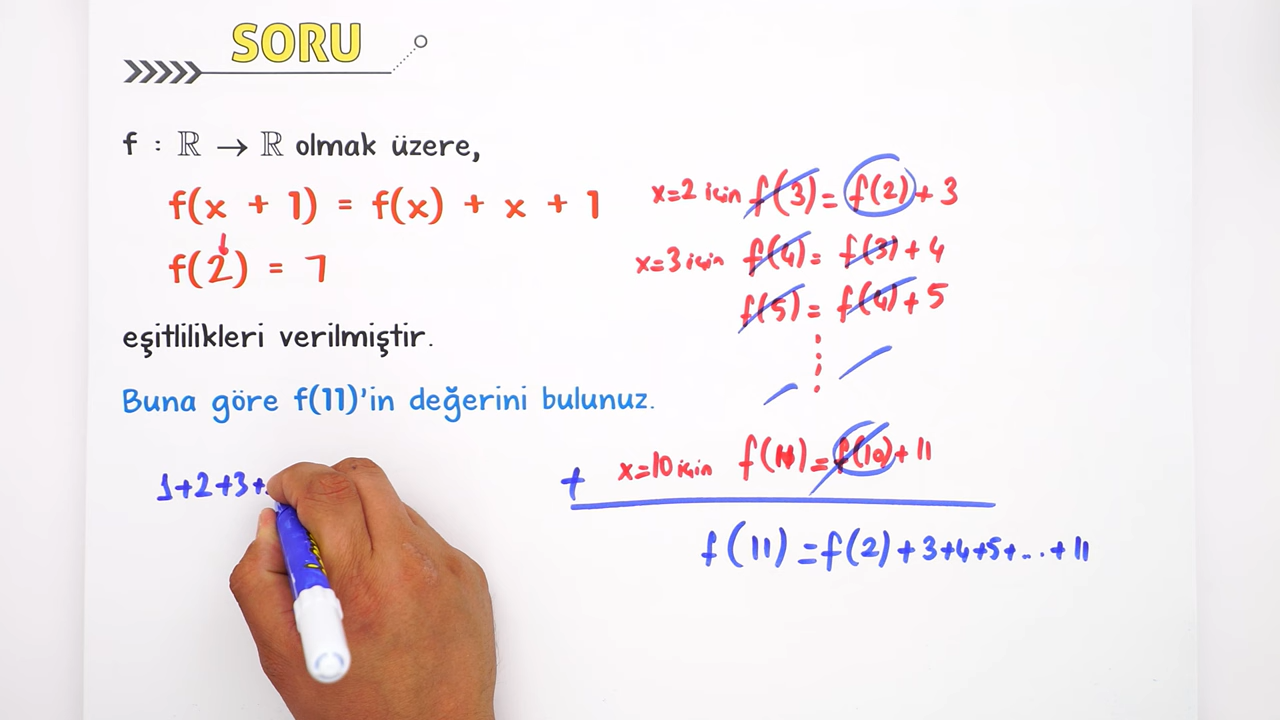 SORU
f : ℝ → ℝ olmak üzere,
f(x + 1) = f(x) + x + 1
f(2) = 7
eşitlilikleri verilmiştir.
Buna göre f(11)'in değerini bulunuz.
x=2 için f(3) = f(2) + 3
x=3 için f(4) = f(3) + 4
f(5) = f(4) + 5
x=10 için f(11) = f(10) + 11
+
f(11) = f(2) + 3+4+5+...+11
1+2+3+